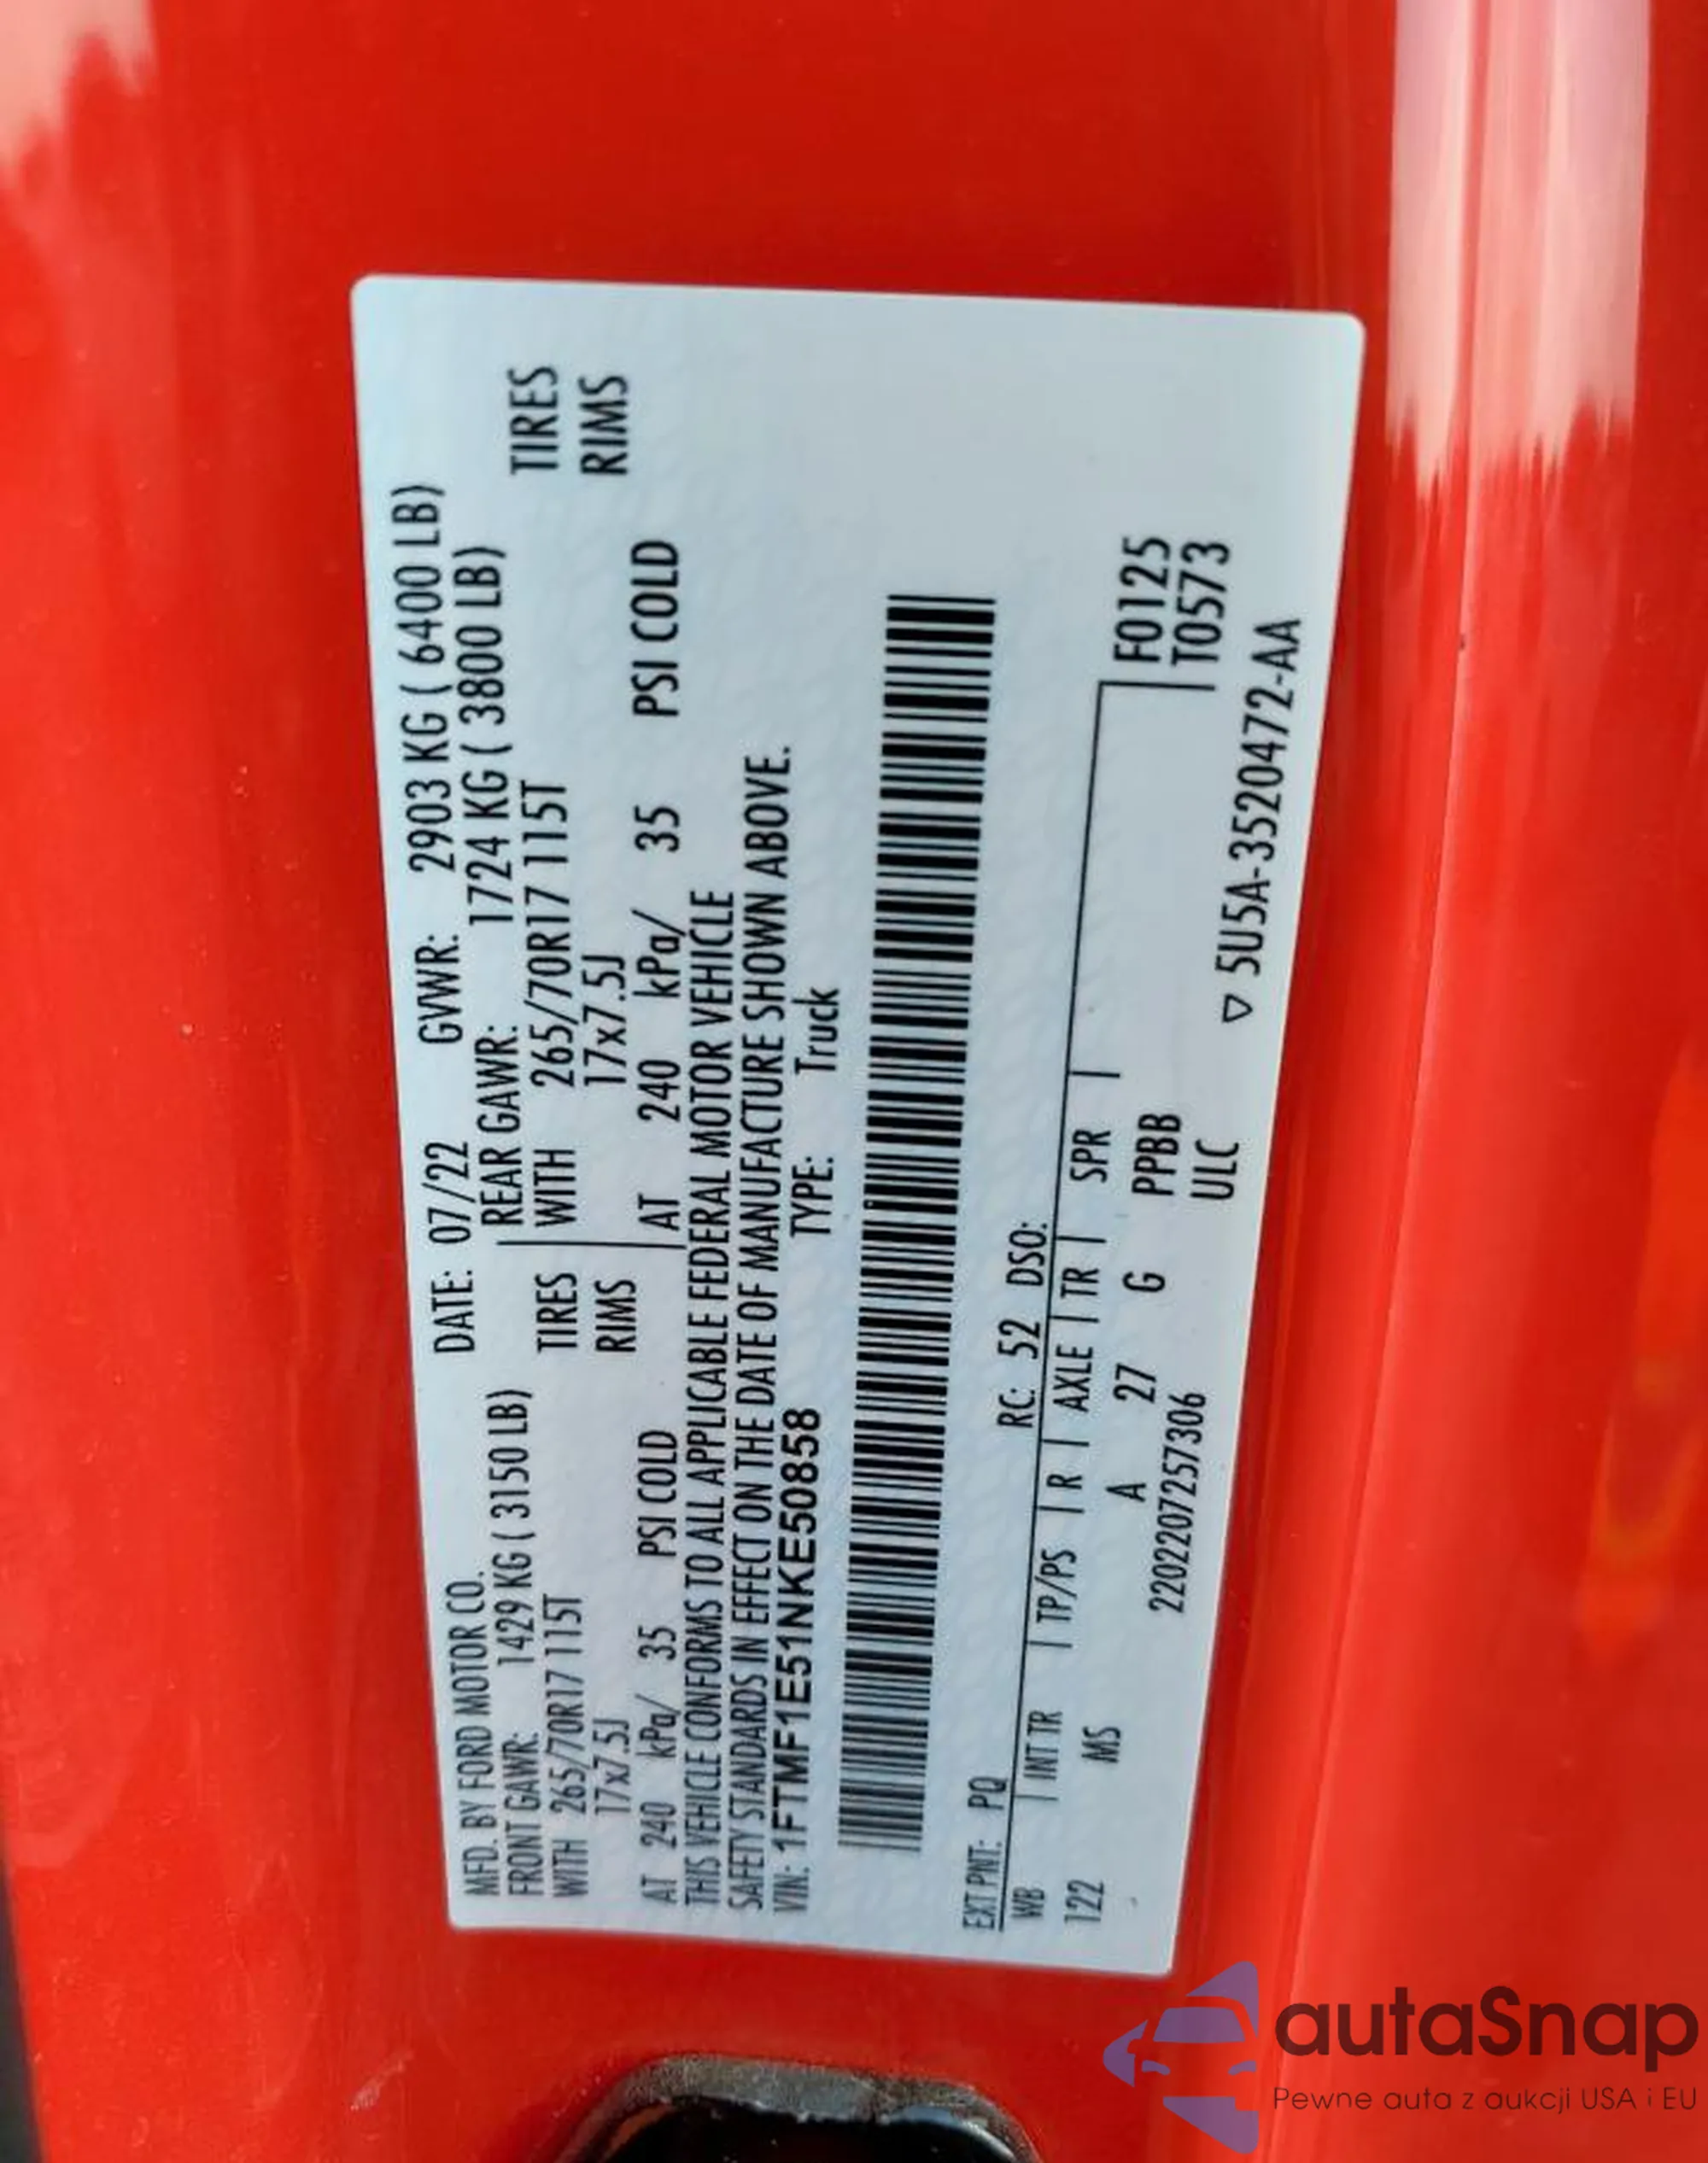 MFD. BY FORD MOTOR CO. DATE: 07/22 GVWR: 2903 KG ( 6400 LB)
FRONT GAWR: 1429 KG ( 3150 LB) REAR GAWR: 1724 KG ( 3800 LB)
WITH 265/70R17 115T TIRES WITH 265/70R17 115T TIRES
17x7.5J RIMS 17x7.5J RIMS
AT 240 kPa/ 35 PSI COLD AT 240 kPa/ 35 PSI COLD
THIS VEHICLE CONFORMS TO ALL APPLICABLE FEDERAL MOTOR VEHICLE
SAFETY STANDARDS IN EFFECT ON THE DATE OF MANUFACTURE SHOWN ABOVE.
VIN: 1FTMF1E51NKE50858 TYPE: Truck
EXT PNT: PQ RC: 52 DSO:
WB | INT TR | TP/PS | R | AXLE | TR | SPR | F0125
122 MS A 27 G PPBB T0573
2202207257306 ULC
▽ 5U5A-3520472-AA
autaSnap
Pewne auta z aukcji USA i EU